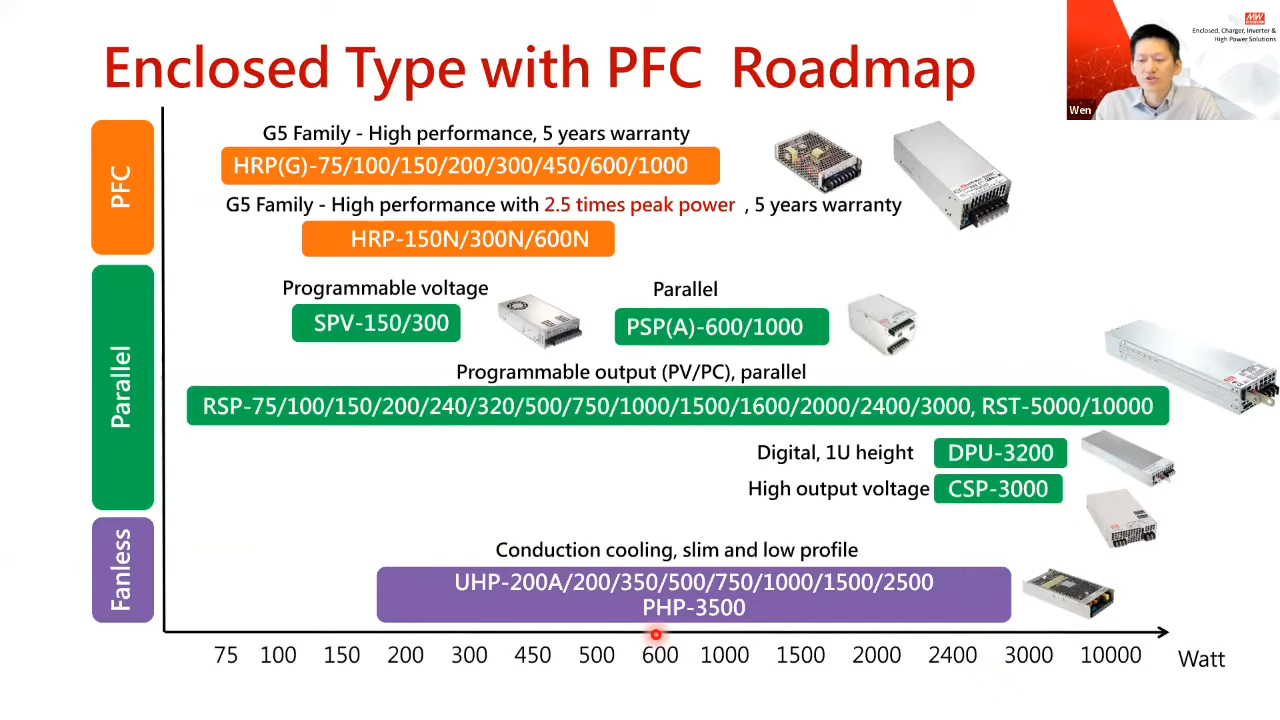 Enclosed Type with PFC Roadmap
MW
Enclosed, Charger, Inverter &
High Power Solutions
Wen
PFC
G5 Family - High performance, 5 years warranty
HRP(G)-75/100/150/200/300/450/600/1000
G5 Family - High performance with 2.5 times peak power , 5 years warranty
HRP-150N/300N/600N
Parallel
Programmable voltage
SPV-150/300
Parallel
PSP(A)-600/1000
Programmable output (PV/PC), parallel
RSP-75/100/150/200/240/320/500/750/1000/1500/1600/2000/2400/3000, RST-5000/10000
Digital, 1U height
DPU-3200
High output voltage
CSP-3000
Fanless
Conduction cooling, slim and low profile
UHP-200A/200/350/500/750/1000/1500/2500
PHP-3500
75 100 150 200 300 450 500 600 1000 1500 2000 2400 3000 10000 Watt